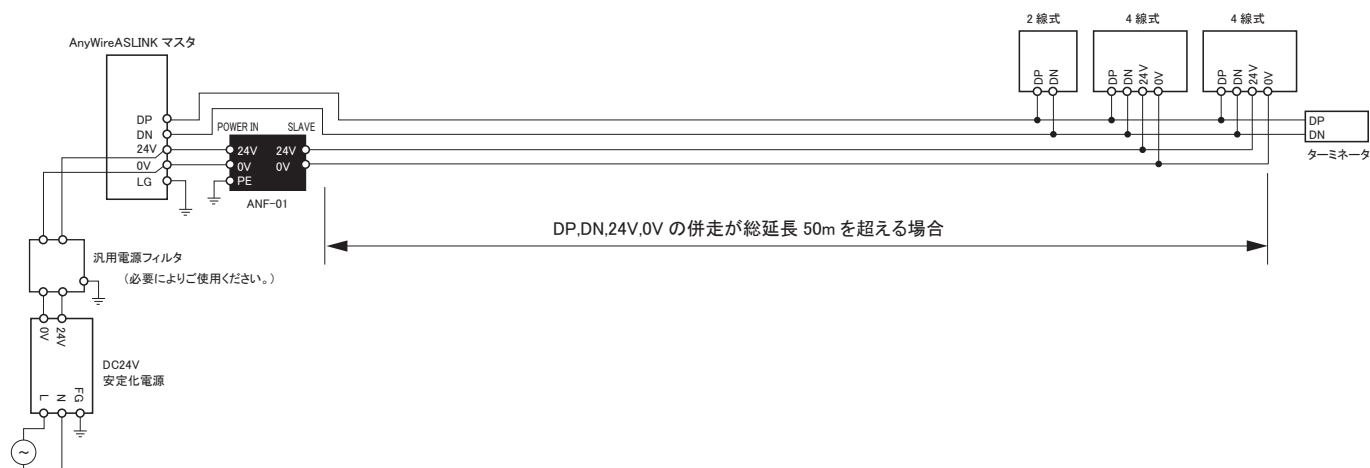 AnyWireASLINK マスタ
DP
DN
24V
0V
LG
POWER IN
SLAVE
24V
0V
PE
24V
0V
ANF-01
2 線式
DP
DN
4 線式
DP
DN
24V
0V
4 線式
DP
DN
24V
0V
DP
DN
ターミネータ
DP,DN,24V,0V の併走が総延長 50m を超える場合
汎用電源フィルタ
（必要によりご使用ください。）
0V
24V
DC24V
安定化電源
L
N
FG
~